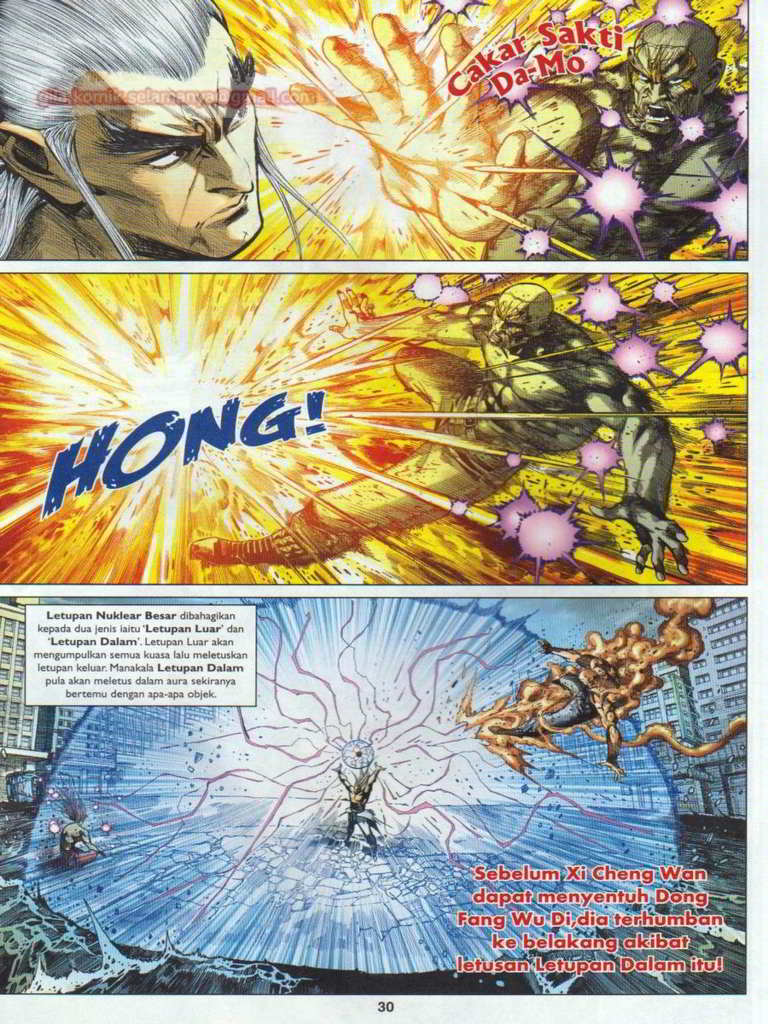 Cakar Sakti
Da-Mo
HONG!
Letupan Nuklear Besar dibahagikan
kepada dua jenis iaitu 'Letupan Luar' dan
'Letupan Dalam'. Letupan Luar akan
mengumpulkan semua kuasa lalu meletuskan
letupan keluar. Manakala Letupan Dalam
pula akan meletus dalam aura sekiranya
bertemu dengan apa-apa objek.
Sebelum Xi Cheng Wan
dapat menyentuh Dong
Fang Wu Di,dia terhumban
ke belakang akibat
letusan Letupan Dalam itu!
30